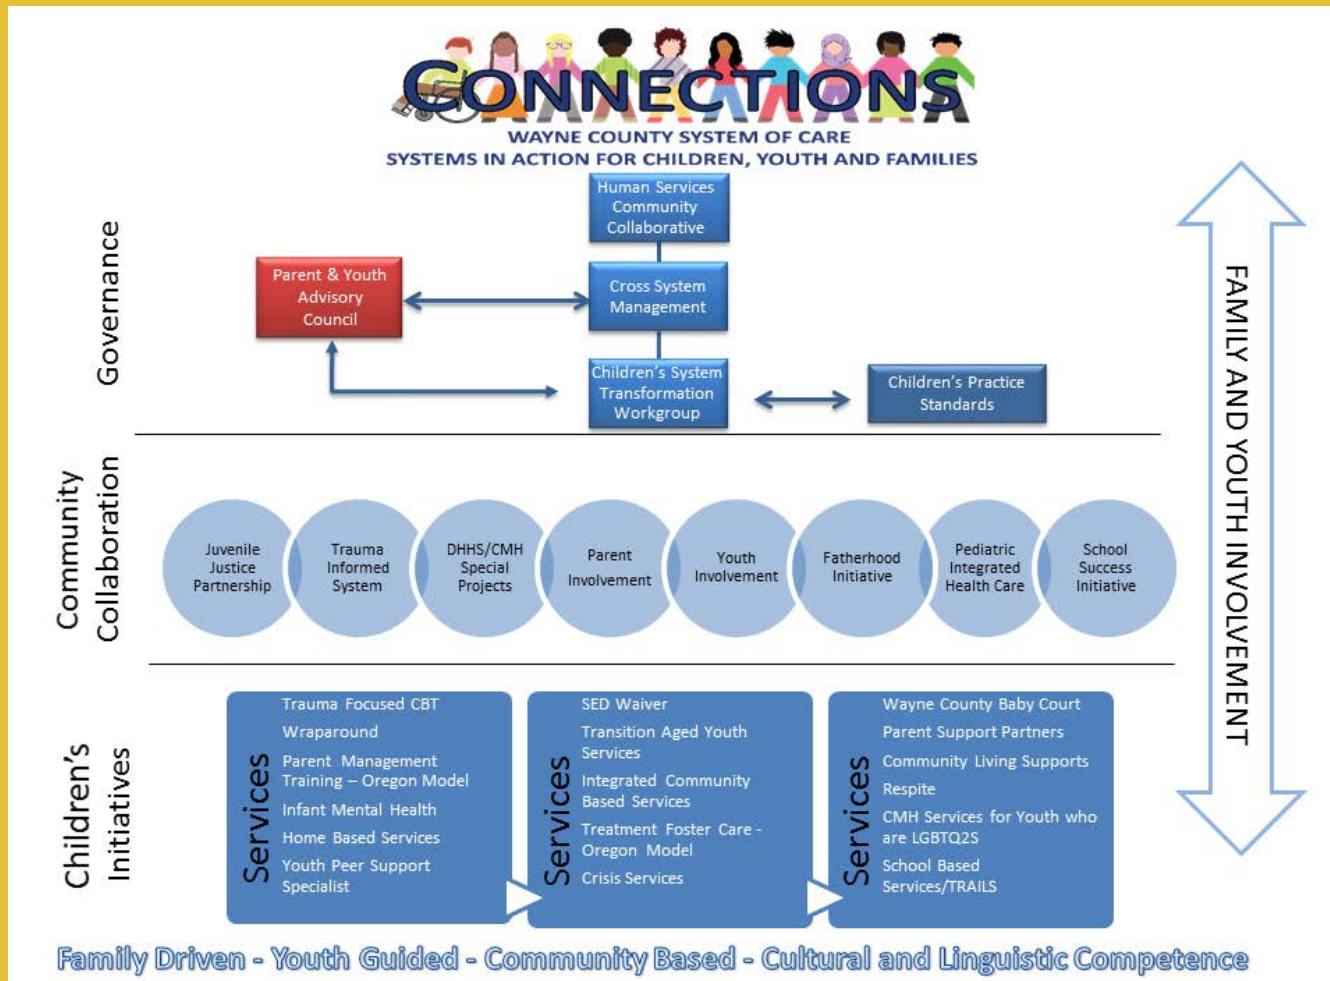 CONNECTIONS
WAYNE COUNTY SYSTEM OF CARE
SYSTEMS IN ACTION FOR CHILDREN, YOUTH AND FAMILIES
Governance
Human Services
Community
Collaborative
Parent & Youth
Advisory
Council
Cross System
Management
Children's System
Transformation
Workgroup
Children's Practice
Standards
FAMILY AND YOUTH INVOLVEMENT
Community
Collaboration
Juvenile
Justice
Partnership
Trauma
Informed
System
DHHS/CMH
Special
Projects
Parent
Involvement
Youth
Involvement
Fatherhood
Initiative
Pediatric
Integrated
Health Care
School
Success
Initiative
Children's
Initiatives
Services
Trauma Focused CBT
Wraparound
Parent Management
Training – Oregon Model
Infant Mental Health
Home Based Services
Youth Peer Support
Specialist
Services
SED Waiver
Transition Aged Youth
Services
Integrated Community
Based Services
Treatment Foster Care -
Oregon Model
Crisis Services
Services
Wayne County Baby Court
Parent Support Partners
Community Living Supports
Respite
CMH Services for Youth who
are LGBTQ2S
School Based
Services/TRAILS
Family Driven - Youth Guided - Community Based - Cultural and Linguistic Competence